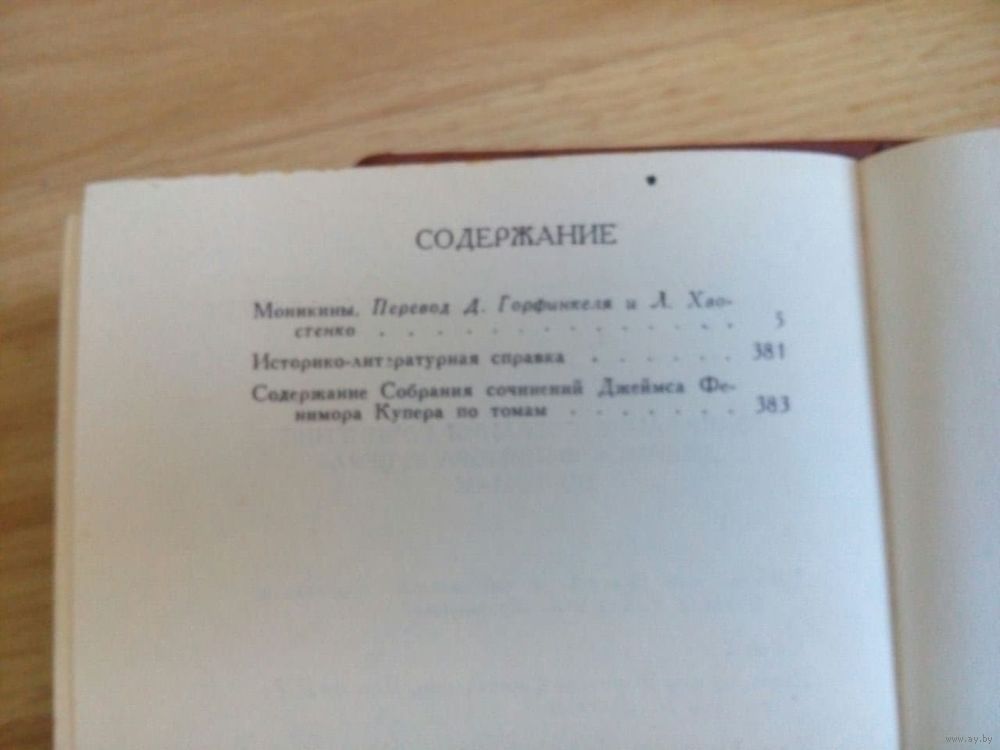 СОДЕРЖАНИЕ
Моникины. Перевод Д. Горфинкеля и Л. Хво-
стенко . . . . . . . . . . . . . 5
Историко-литературная справка . . . . . . 381
Содержание Собрания сочинений Джеймса Фе-
нимора Купера по томам . . . . . . . 383
www.ay.by